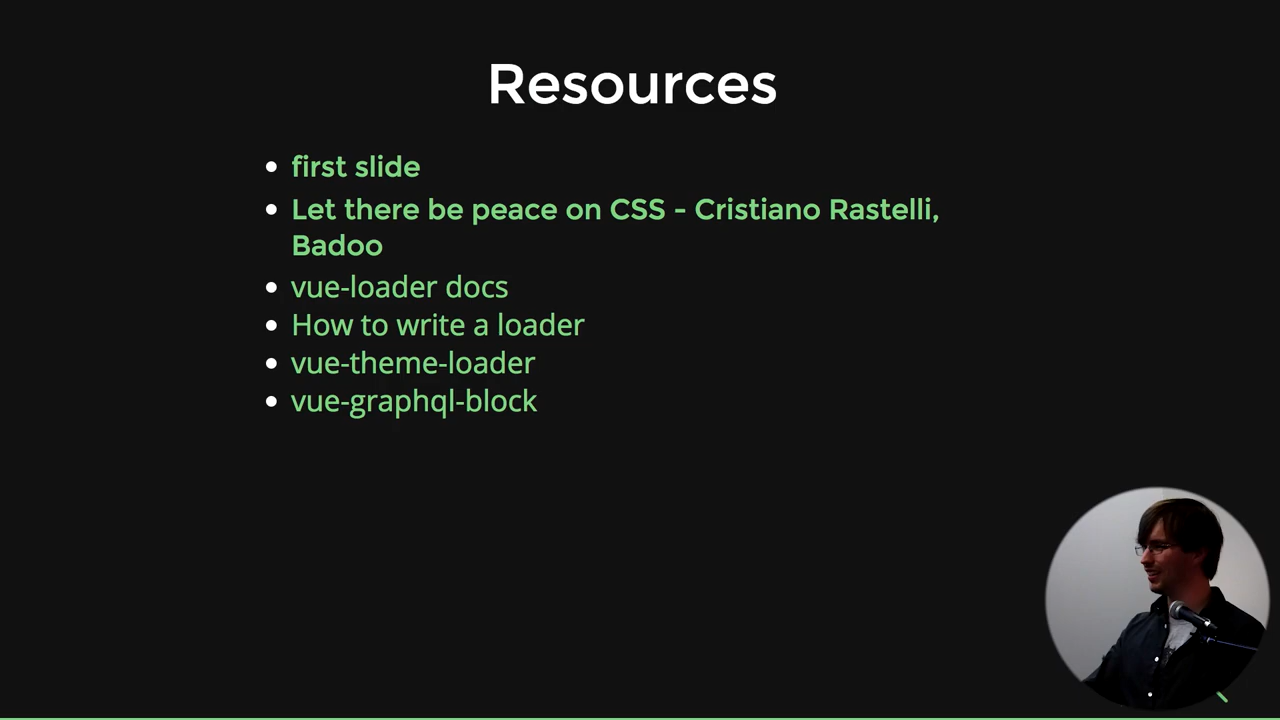 Resources
first slide
Let there be peace on CSS - Cristiano Rastelli,
Badoo
vue-loader docs
How to write a loader
vue-theme-loader
vue-graphql-block